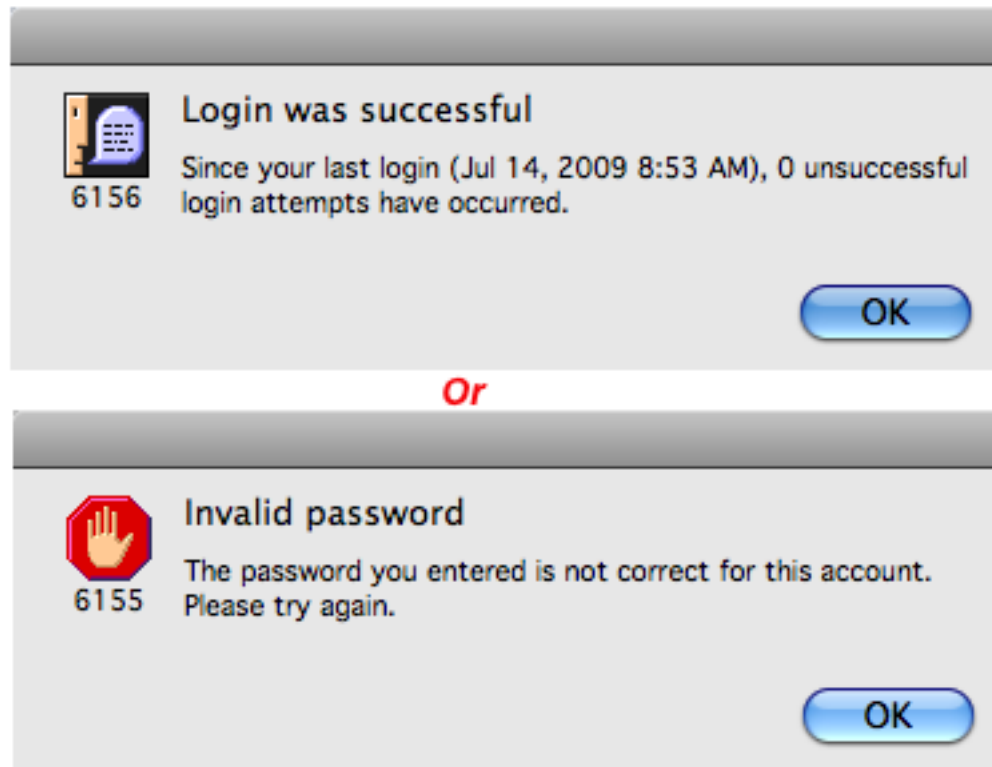 Login was successful
Since your last login (Jul 14, 2009 8:53 AM), 0 unsuccessful
login attempts have occurred.
6156
OK
Or
Invalid password
The password you entered is not correct for this account.
Please try again.
6155
OK